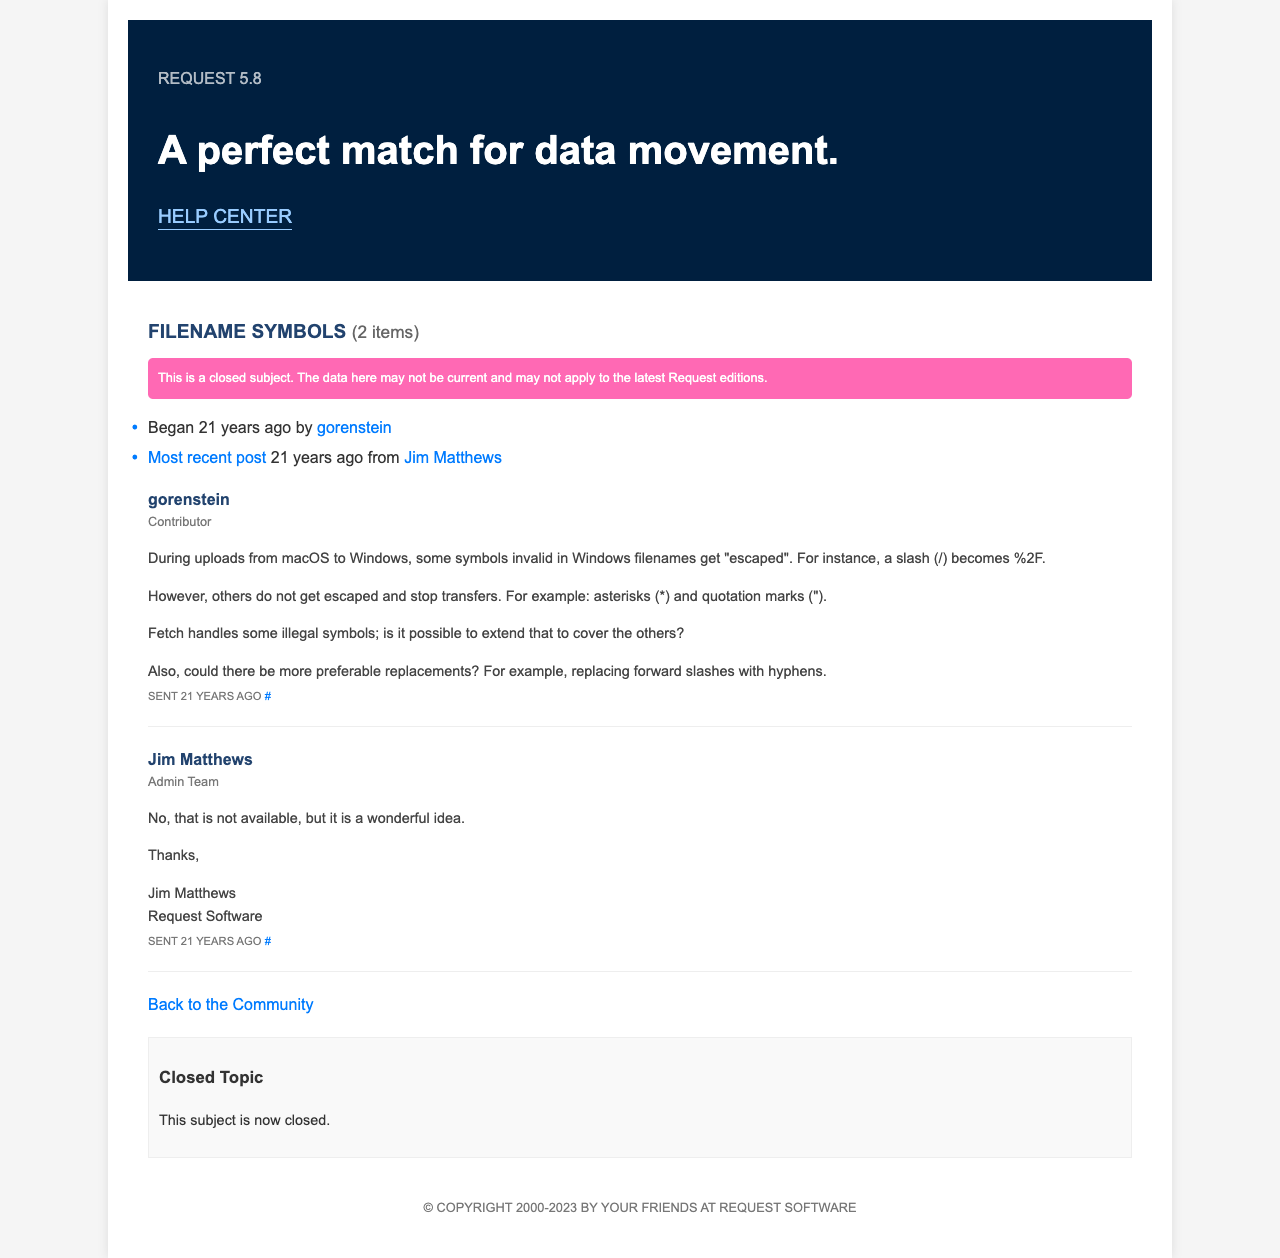 REQUEST 5.8
A perfect match for data movement.
HELP CENTER
FILENAME SYMBOLS (2 items)
This is a closed subject. The data here may not be current and may not apply to the latest Request editions.
• Began 21 years ago by gorenstein
• Most recent post 21 years ago from Jim Matthews
gorenstein
Contributor
During uploads from macOS to Windows, some symbols invalid in Windows filenames get "escaped". For instance, a slash (/) becomes %2F.
However, others do not get escaped and stop transfers. For example: asterisks (*) and quotation marks (").
Fetch handles some illegal symbols; is it possible to extend that to cover the others?
Also, could there be more preferable replacements? For example, replacing forward slashes with hyphens.
SENT 21 YEARS AGO #
Jim Matthews
Admin Team
No, that is not available, but it is a wonderful idea.
Thanks,
Jim Matthews
Request Software
SENT 21 YEARS AGO #
Back to the Community
Closed Topic
This subject is now closed.
© COPYRIGHT 2000-2023 BY YOUR FRIENDS AT REQUEST SOFTWARE